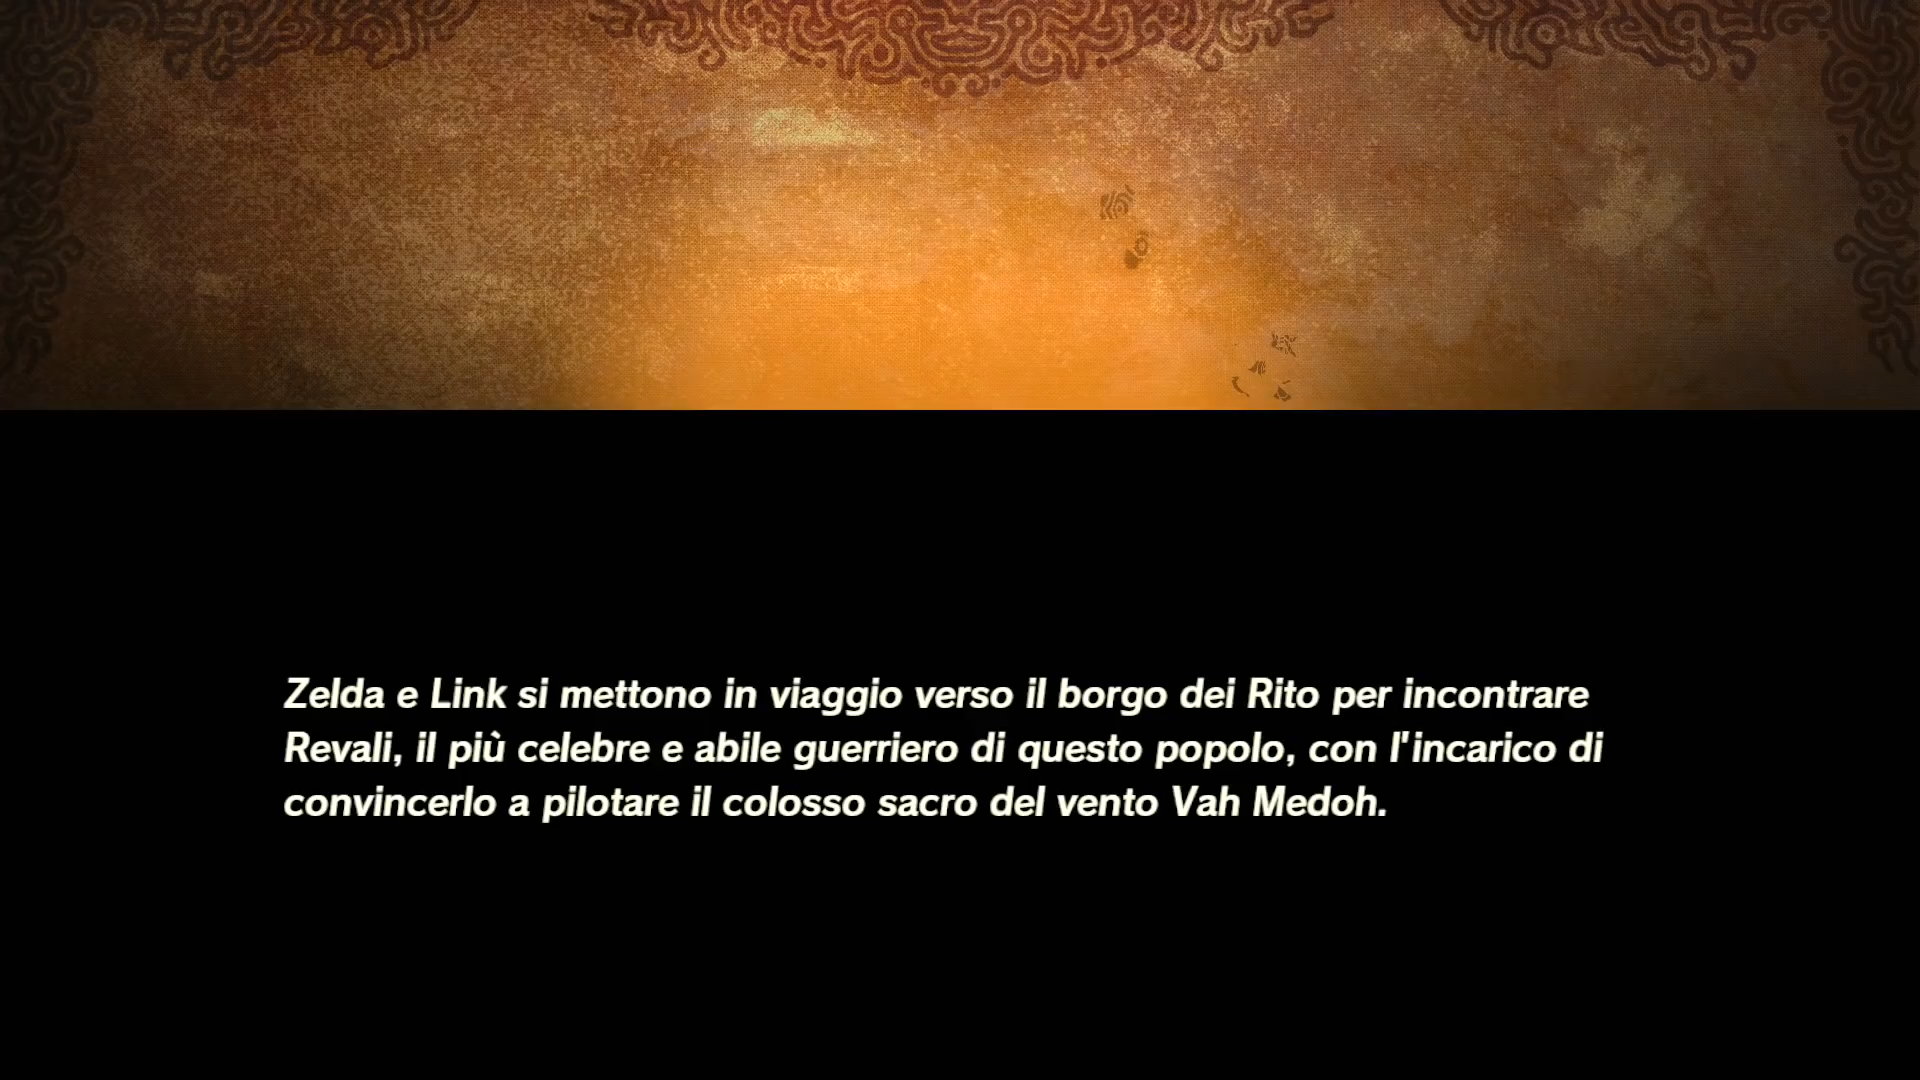 Zelda e Link si mettono in viaggio verso il borgo dei Rito per incontrare
Revali, il più celebre e abile guerriero di questo popolo, con l'incarico di
convincerlo a pilotare il colosso sacro del vento Vah Medoh.